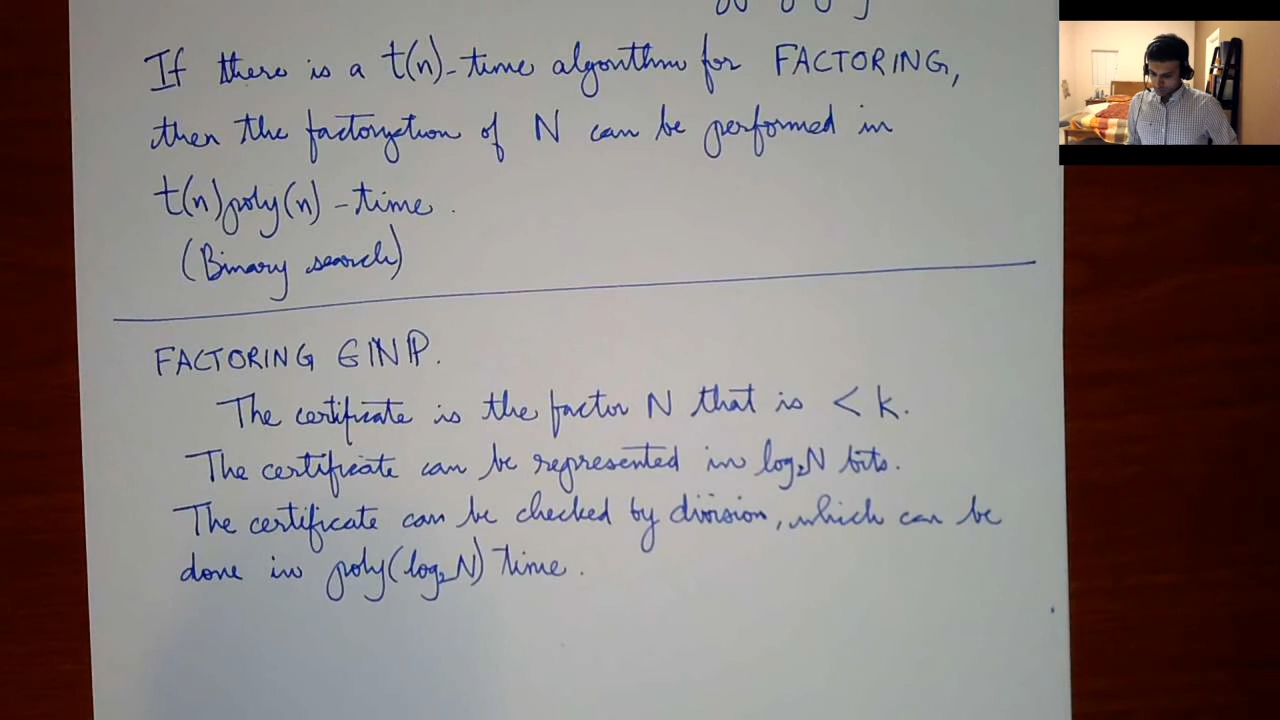 If there is a t(n)-time algorithm for FACTORING,
then the factorization of N can be performed in
t(n)poly(n)-time.
(Binary search)
FACTORING ∈ NP.
The certificate is the factor N that is < k.
The certificate can be represented in log₂N bits.
The certificate can be checked by division, which can be
done in poly(log₂N) time.